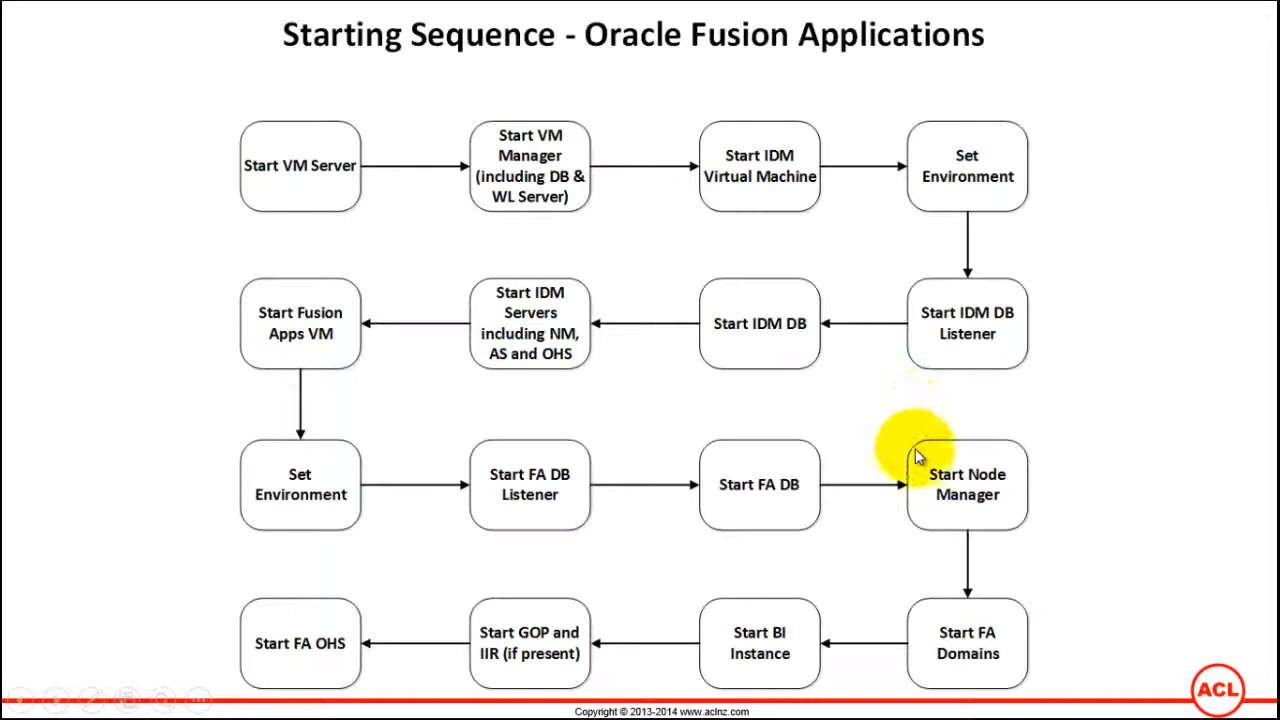 Starting Sequence - Oracle Fusion Applications
Start VM Server
Start VM
Manager
(including DB &
WL Server)
Start IDM
Virtual Machine
Set
Environment
Start Fusion
Apps VM
Start IDM
Servers
including NM,
AS and OHS
Start IDM DB
Start IDM DB
Listener
Set
Environment
Start FA DB
Listener
Start FA DB
Start Node
Manager
Start FA OHS
Start GOP and
IIR (if present)
Start BI
Instance
Start FA
Domains
ACL
Copyright © 2013-2014 www.aclnz.com